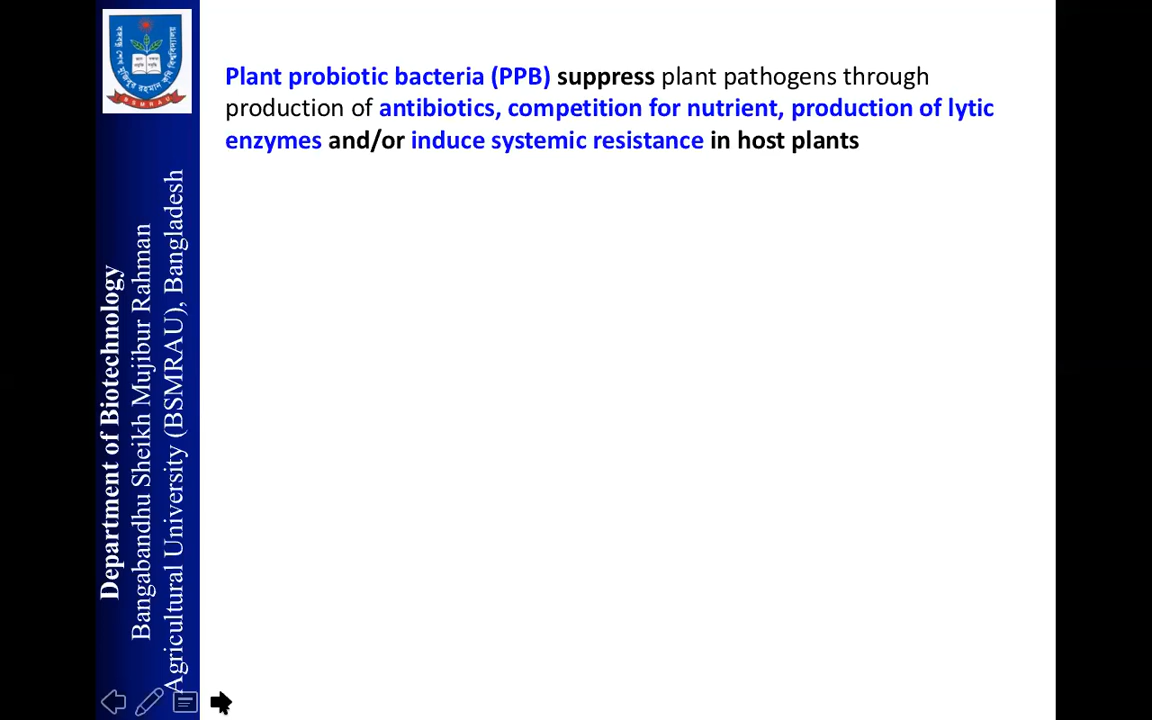 Plant probiotic bacteria (PPB) suppress plant pathogens through
production of antibiotics, competition for nutrient, production of lytic
enzymes and/or induce systemic resistance in host plants
Department of Biotechnology
Bangabandhu Sheikh Mujibur Rahman
Agricultural University (BSMRAU), Bangladesh
BSMRAU